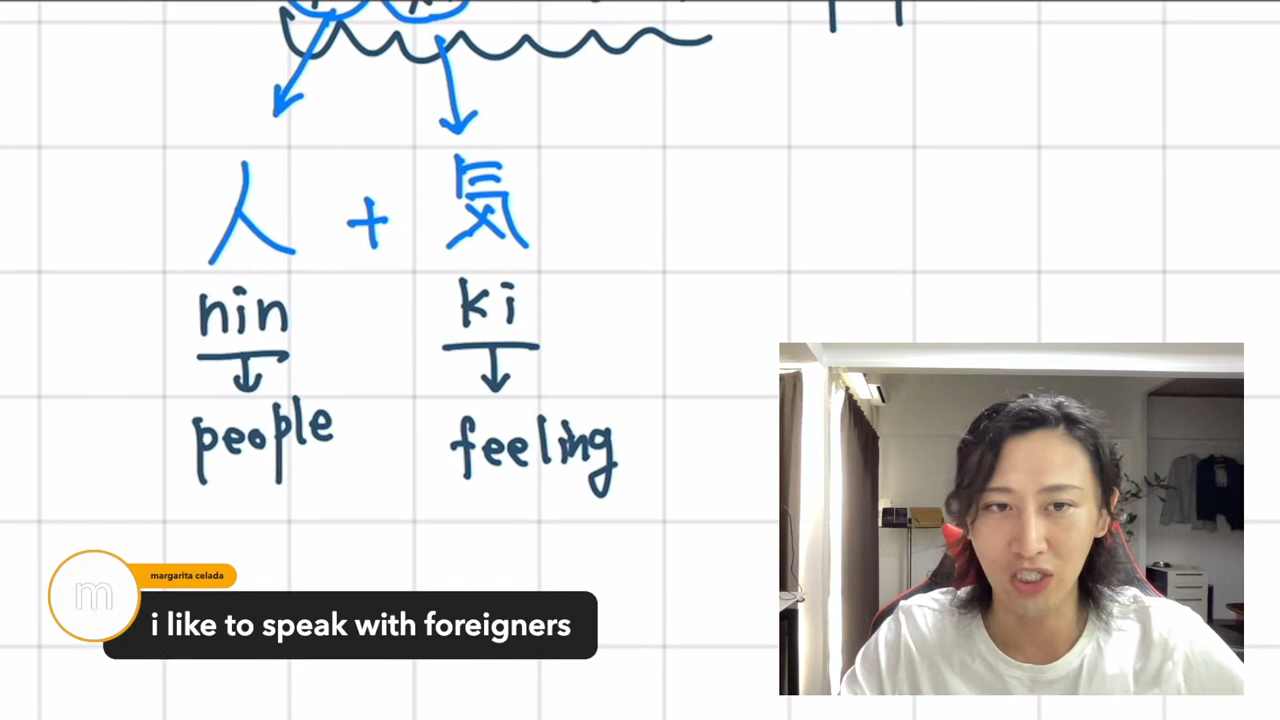 人 + 気
nin ki
people feeling
m
margarita celada
i like to speak with foreigners